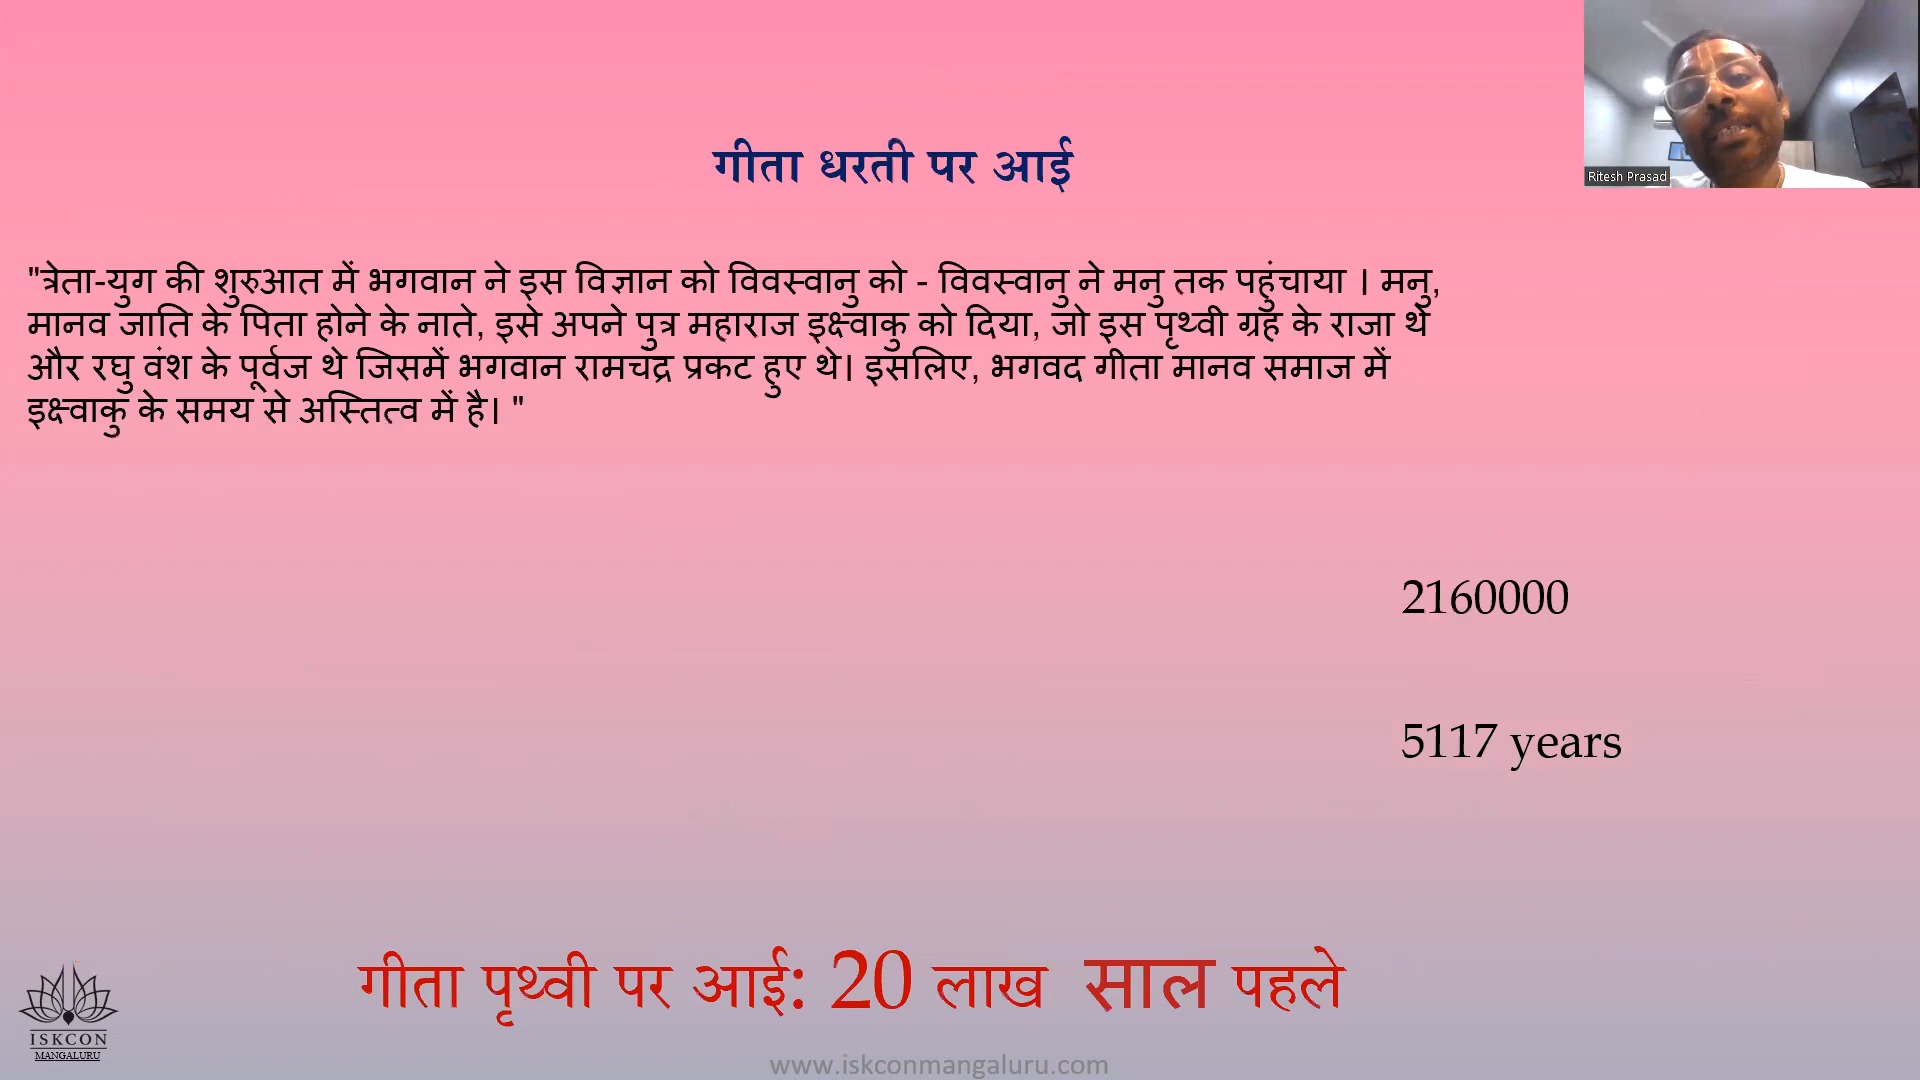 Ritesh Prasad
गीता धरती पर आई
"त्रेता-युग की शुरुआत में भगवान ने इस विज्ञान को विवस्वानु को - विवस्वानु ने मनु तक पहुंचाया । मनु,
मानव जाति के पिता होने के नाते, इसे अपने पुत्र महाराज इक्ष्वाकु को दिया, जो इस पृथ्वी ग्रह के राजा थे
और रघु वंश के पूर्वज थे जिसमें भगवान रामचंद्र प्रकट हुए थे। इसलिए, भगवद गीता मानव समाज में
इक्ष्वाकु के समय से अस्तित्व में है। "
2160000
5117 years
गीता पृथ्वी पर आई: 20 लाख साल पहले
ISKCON
MANGALURU
www.iskconmangaluru.com